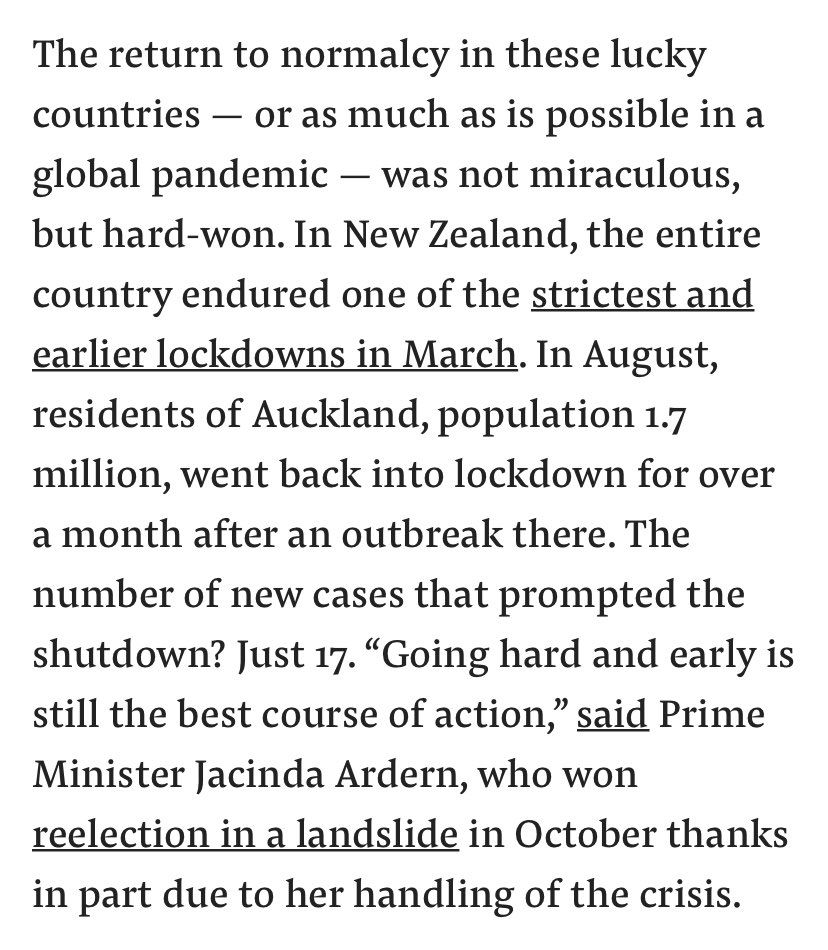 The return to normalcy in these lucky
countries — or as much as is possible in a
global pandemic — was not miraculous,
but hard-won. In New Zealand, the entire
country endured one of the strictest and
earlier lockdowns in March. In August,
residents of Auckland, population 1.7
million, went back into lockdown for over
a month after an outbreak there. The
number of new cases that prompted the
shutdown? Just 17. “Going hard and early is
still the best course of action,” said Prime
Minister Jacinda Ardern, who won
reelection in a landslide in October thanks
in part due to her handling of the crisis.